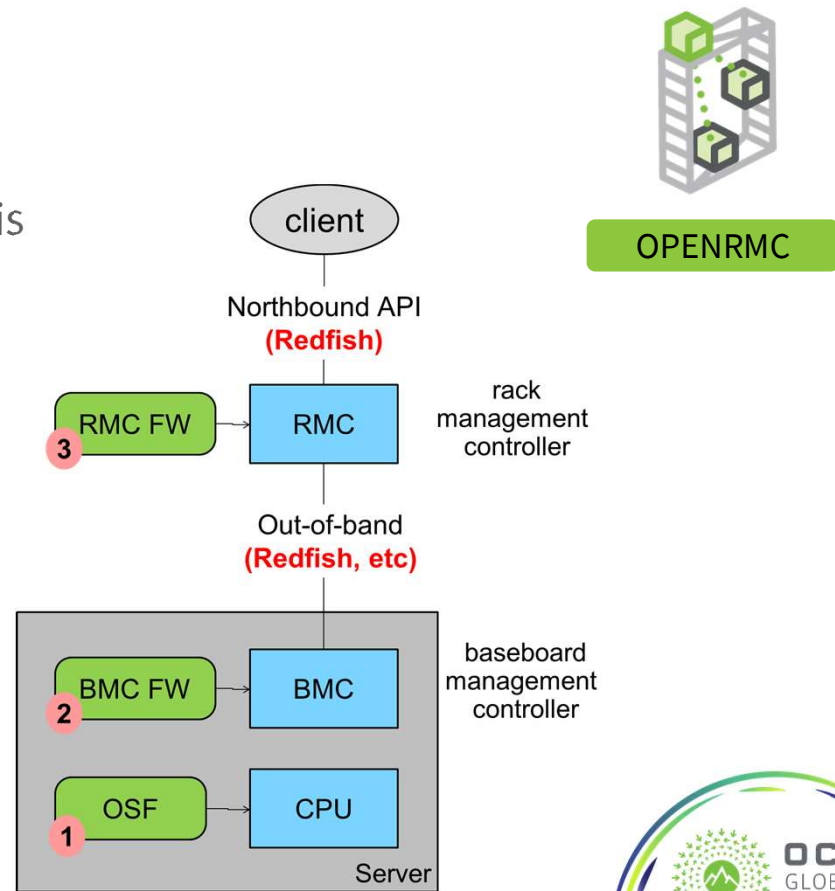 is
OPENRMC
client
Northbound API
(Redfish)
RMC FW
3
RMC
rack
management
controller
Out-of-band
(Redfish, etc)
BMC FW
2
BMC
baseboard
management
controller
OSF
1
CPU
Server
OC
GLOB